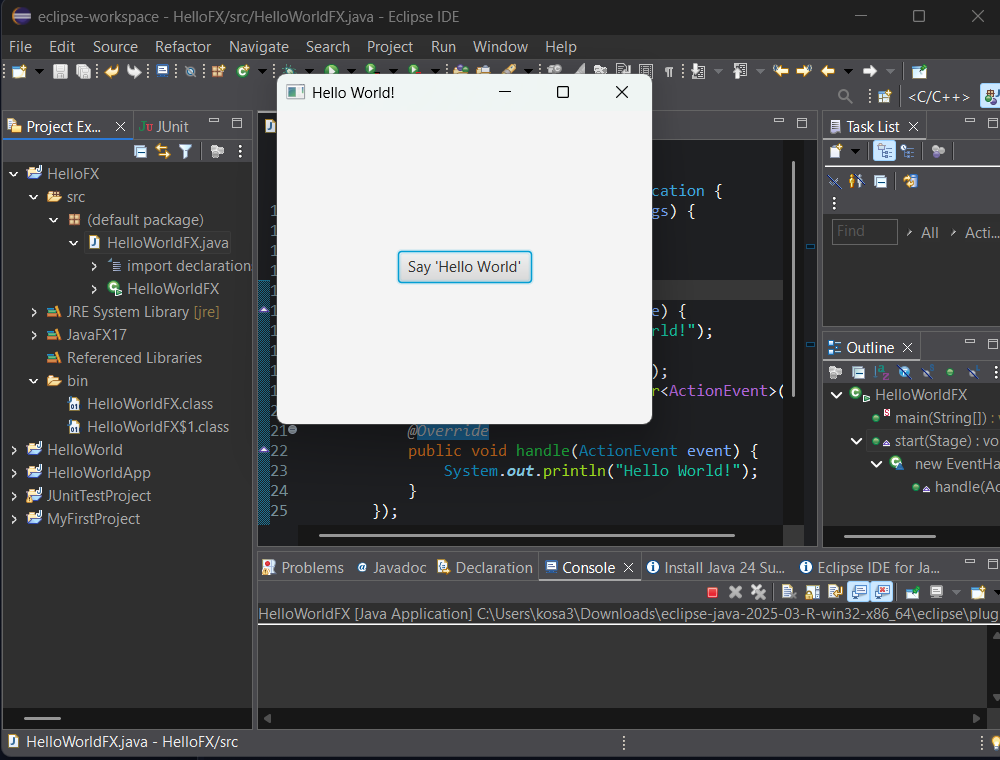 eclipse-workspace - HelloFX/src/HelloWorldFX.java - Eclipse IDE
File Edit Source Refactor Navigate Search Project Run Window Help
<C/C++>
Project Ex...
JUnit
HelloFX
src
(default package)
HelloWorldFX.java
import declaration
HelloWorldFX
JRE System Library [jre]
JavaFX17
Referenced Libraries
bin
HelloWorldFX.class
HelloWorldFX$1.class
HelloWorld
HelloWorldApp
JUnitTestProject
MyFirstProject
Hello World!
Say 'Hello World'
cation {
gs) {
e) {
rld!");
);
r<ActionEvent>(
21 @Override
22 public void handle(ActionEvent event) {
23 System.out.println("Hello World!");
24 }
25 });
Task List
Find All Acti...
Outline
HelloWorldFX
main(String[]) : vo
start(Stage) : vo
new EventHa
handle(Ac
Problems Javadoc Declaration Console Install Java 24 Su... Eclipse IDE for Ja...
HelloWorldFX [Java Application] C:\Users\kosa3\Downloads\eclipse-java-2025-03-R-win32-x86_64\eclipse\plug
HelloWorldFX.java - HelloFX/src